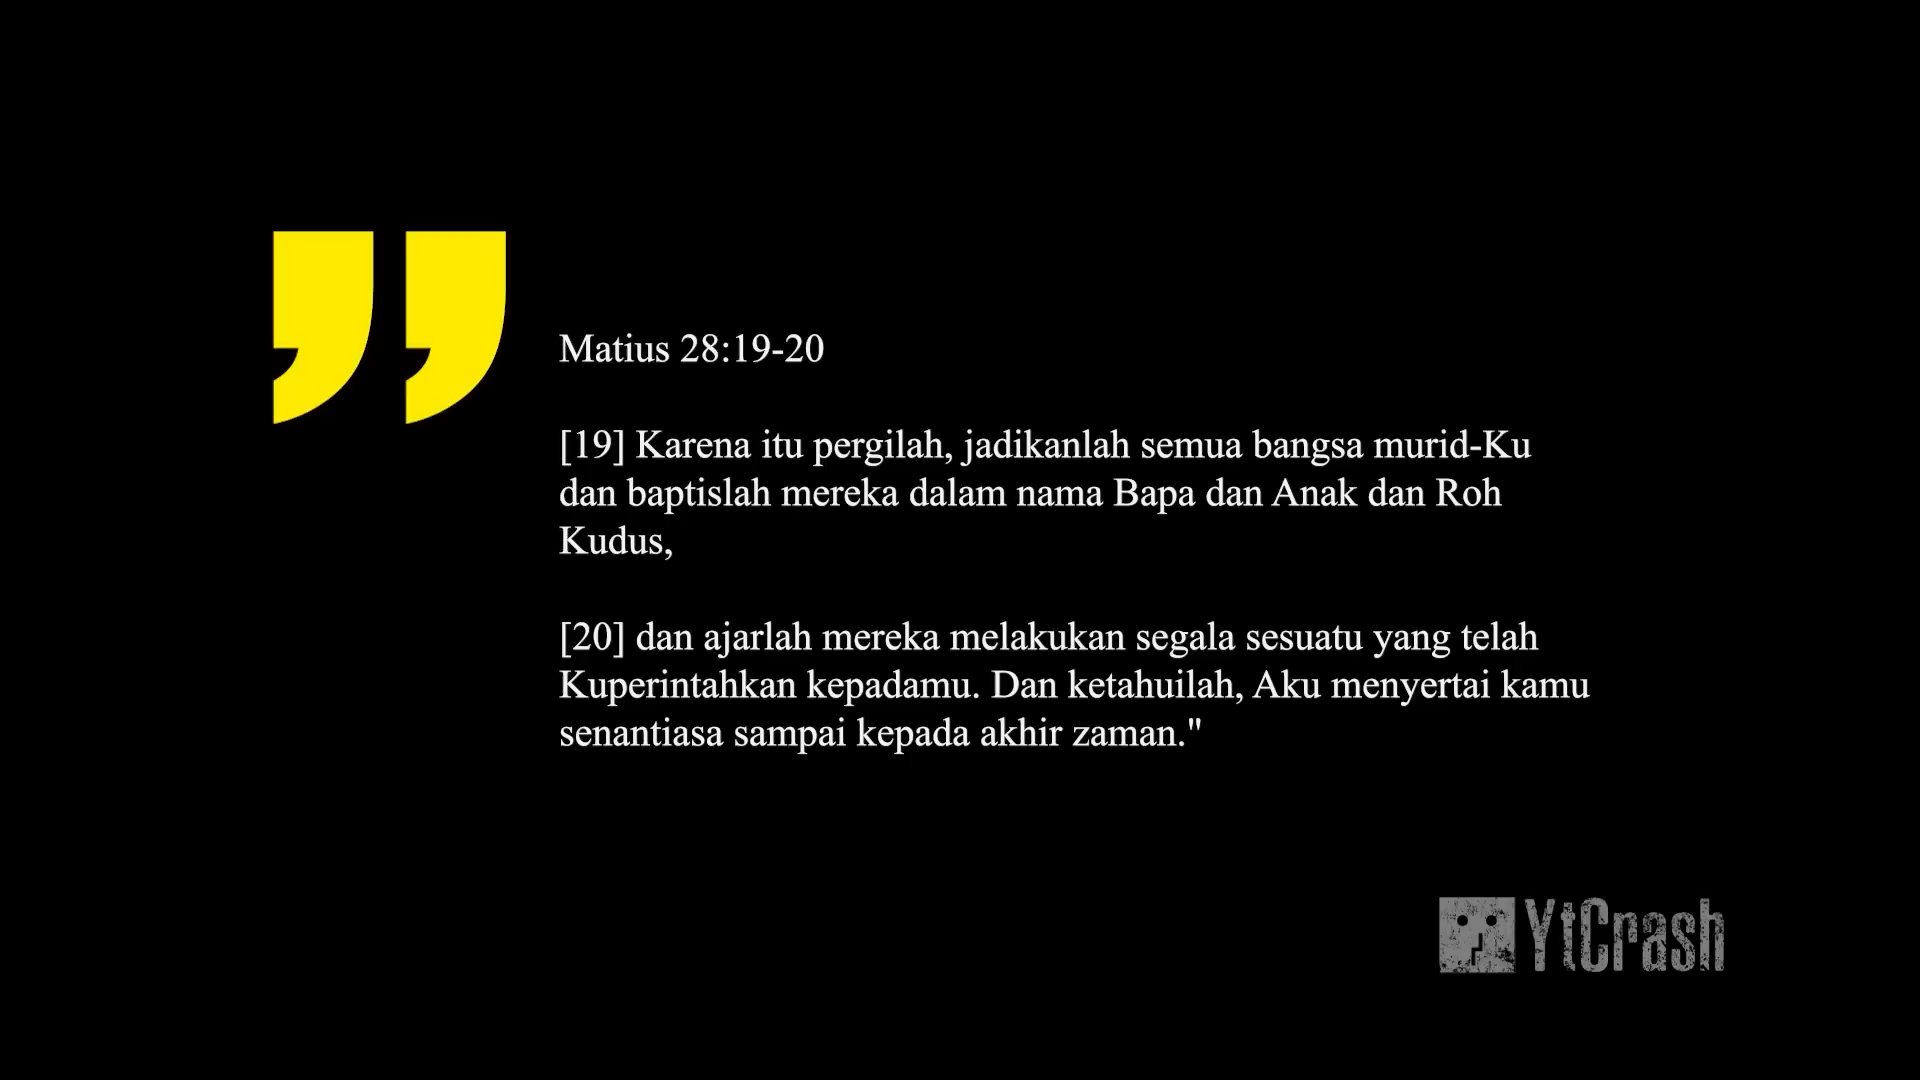 Matius 28:19-20
[19] Karena itu pergilah, jadikanlah semua bangsa murid-Ku
dan baptislah mereka dalam nama Bapa dan Anak dan Roh
Kudus,
[20] dan ajarlah mereka melakukan segala sesuatu yang telah
Kuperintahkan kepadamu. Dan ketahuilah, Aku menyertai kamu
senantiasa sampai kepada akhir zaman."
YtCrash